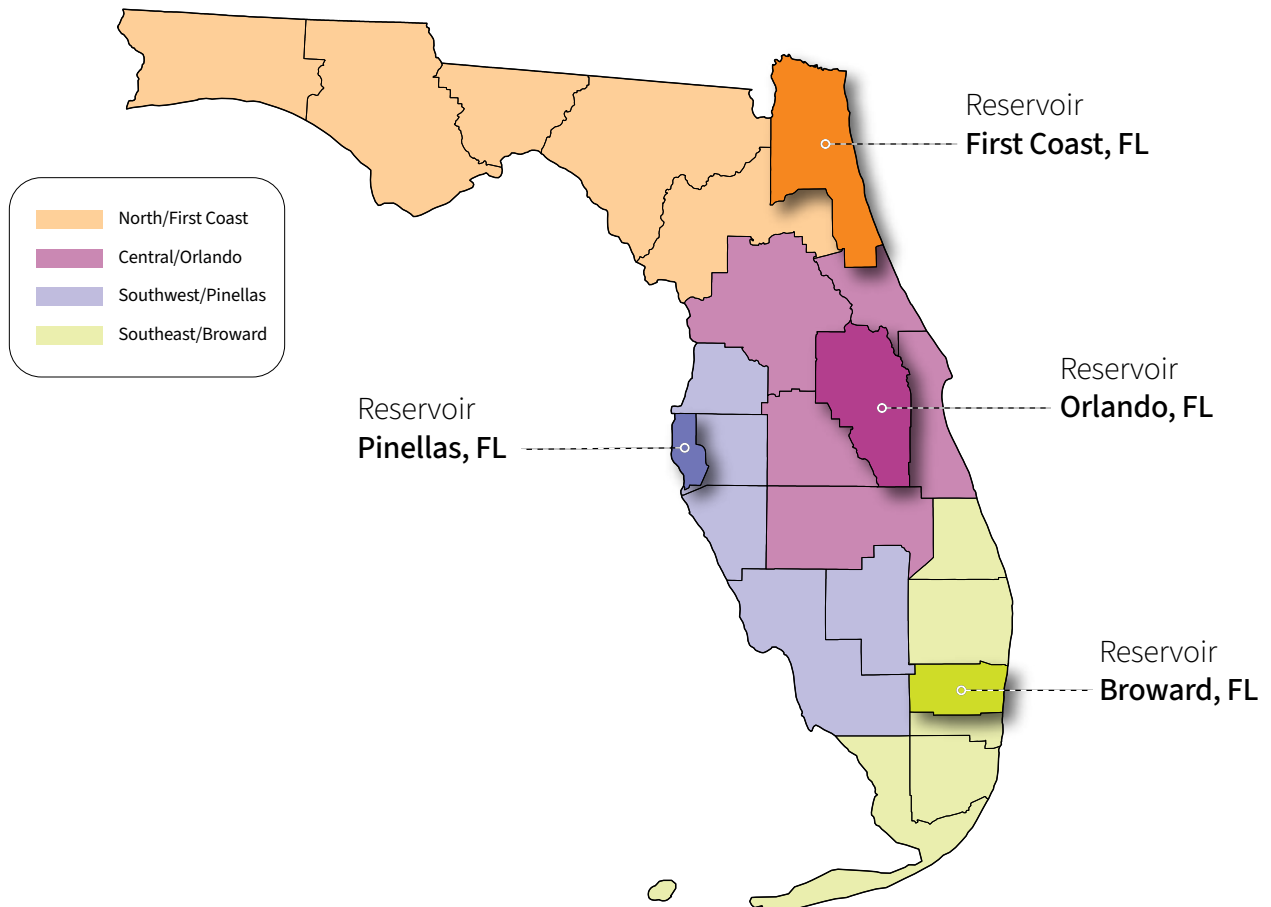 Reservoir
First Coast, FL
North/First Coast
Central/Orlando
Southwest/Pinellas
Southeast/Broward
Reservoir
Orlando, FL
Reservoir
Pinellas, FL
Reservoir
Broward, FL